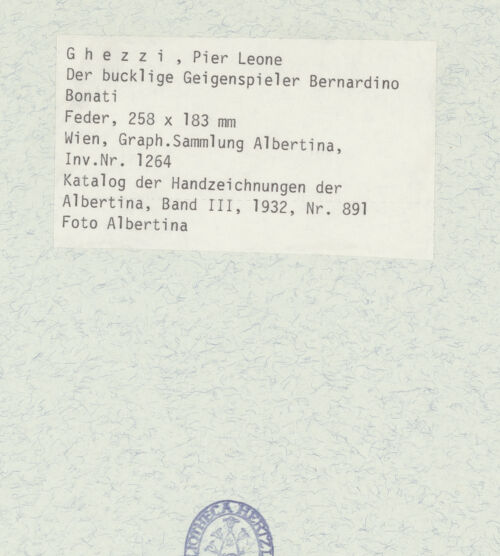 G h e z z i , Pier Leone
Der bucklige Geigenspieler Bernardino
Bonati
Feder, 258 x 183 mm
Wien, Graph.Sammlung Albertina,
Inv.Nr. 1264
Katalog der Handzeichnungen der
Albertina, Band III, 1932, Nr. 891
Foto Albertina